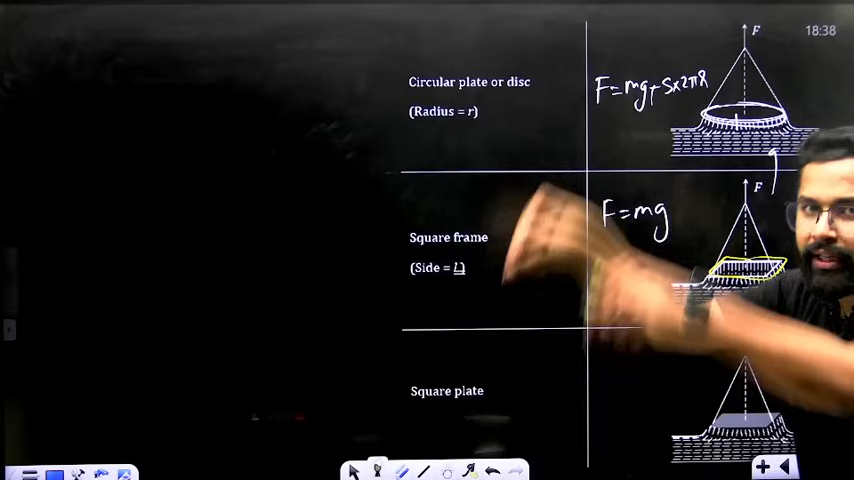 F
18:38
Circular plate or disc
(Radius = r)
F=mg+S×2πr
F
Square frame
(Side = L)
F=mg
Square plate